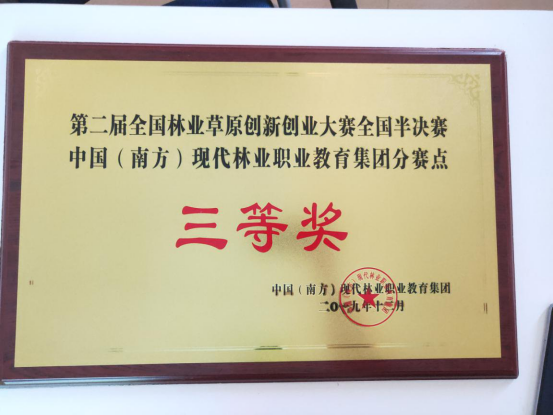 第二届全国林业草原创新创业大赛全国半决赛
中国（南方）现代林业职业教育集团分赛点
三等奖
中国（南方）现代林业职业教育集团
二〇一九年十二月